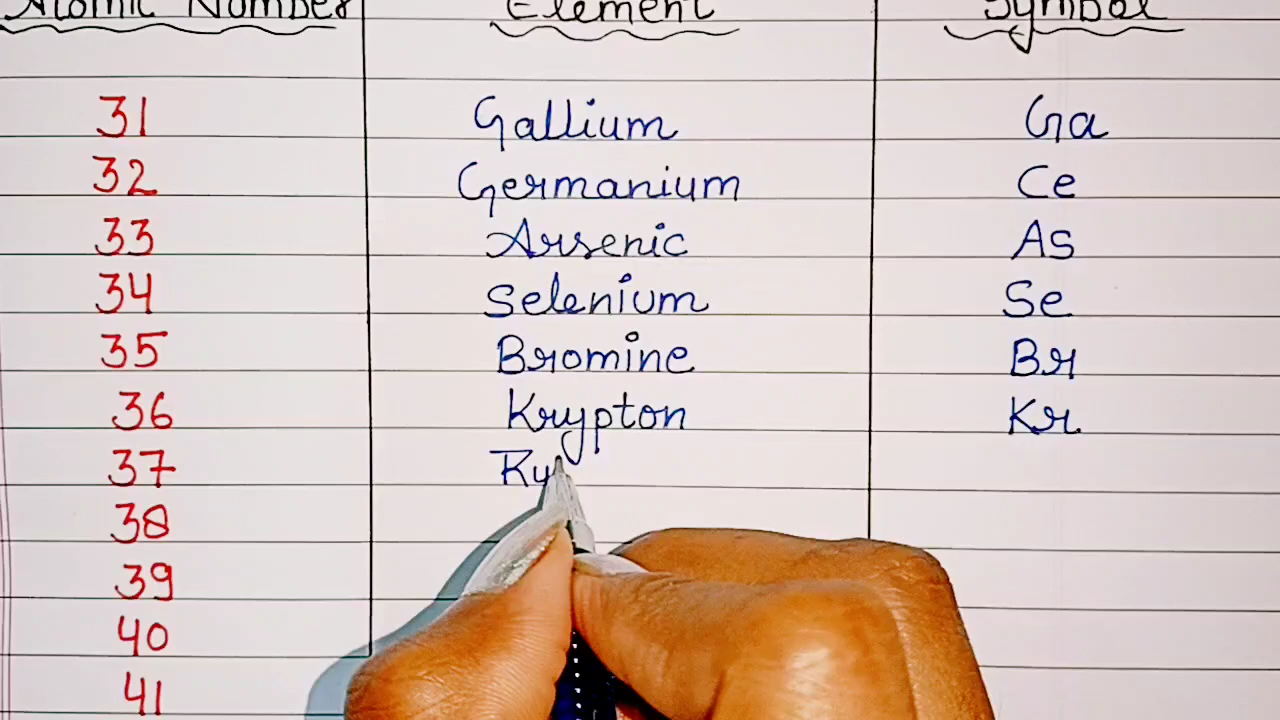 Atomic Number Element Symbol
31 Gallium Ga
32 Germanium Ce
33 Arsenic As
34 Selenium Se
35 Bromine Br
36 Krypton Kr
37 Ru
38
39
40
41